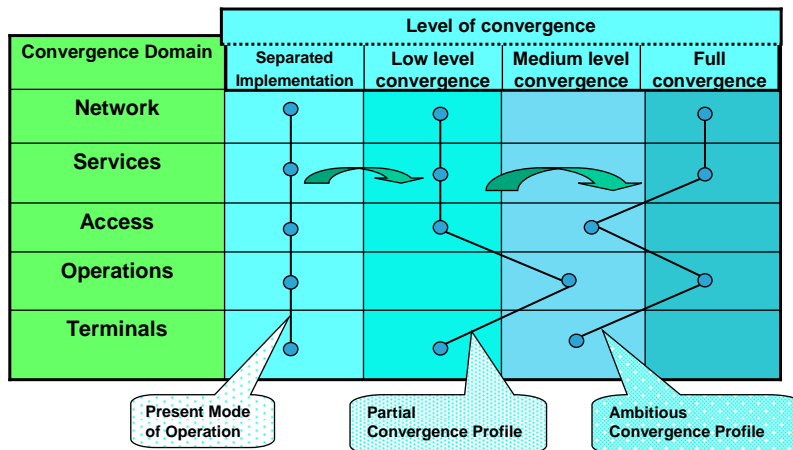 Level of convergence
Convergence Domain
Separated
Implementation
Low level
convergence
Medium level
convergence
Full
convergence
Network
Services
Access
Operations
Terminals
Present Mode
of Operation
Partial
Convergence Profile
Ambitious
Convergence Profile